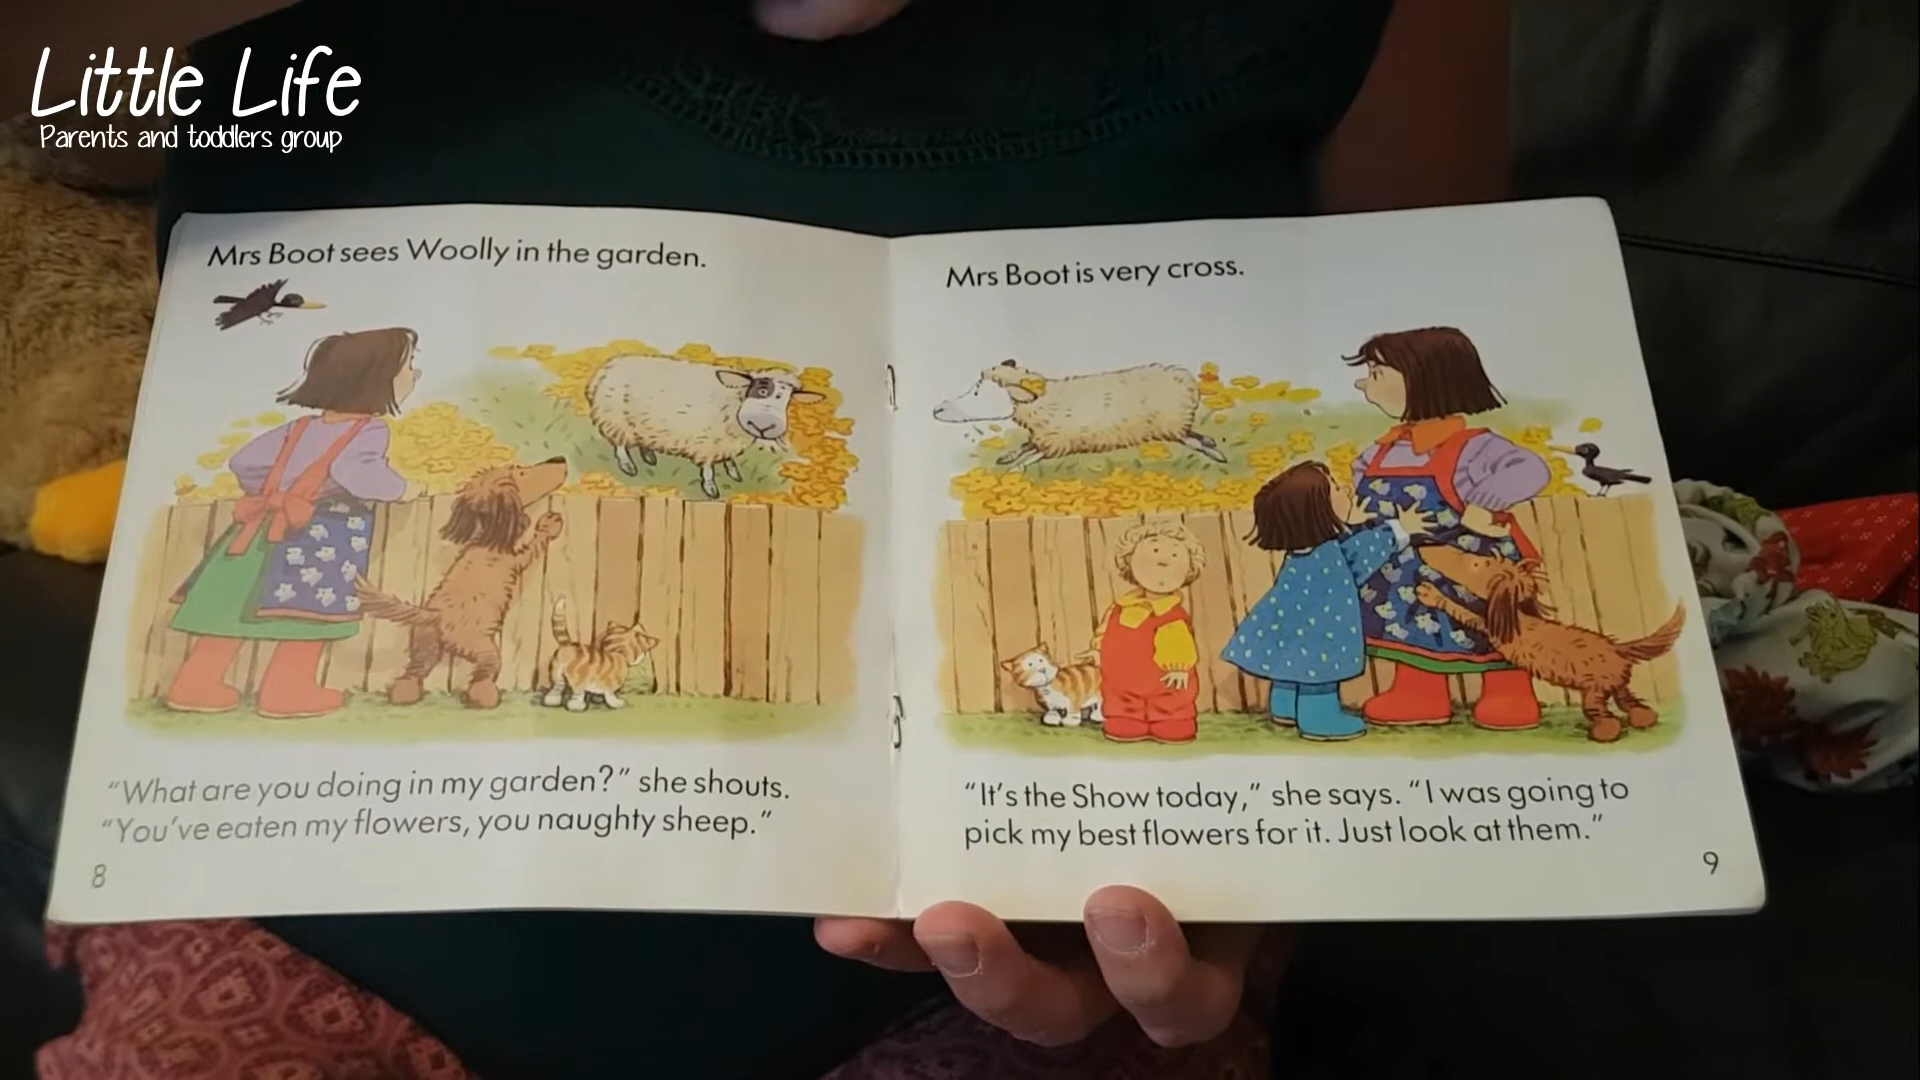 Little Life
Parents and toddlers group
Mrs Boot sees Woolly in the garden.
“What are you doing in my garden?” she shouts.
“You’ve eaten my flowers, you naughty sheep.”
8
Mrs Boot is very cross.
“It’s the Show today,” she says. “I was going to
pick my best flowers for it. Just look at them.”
9